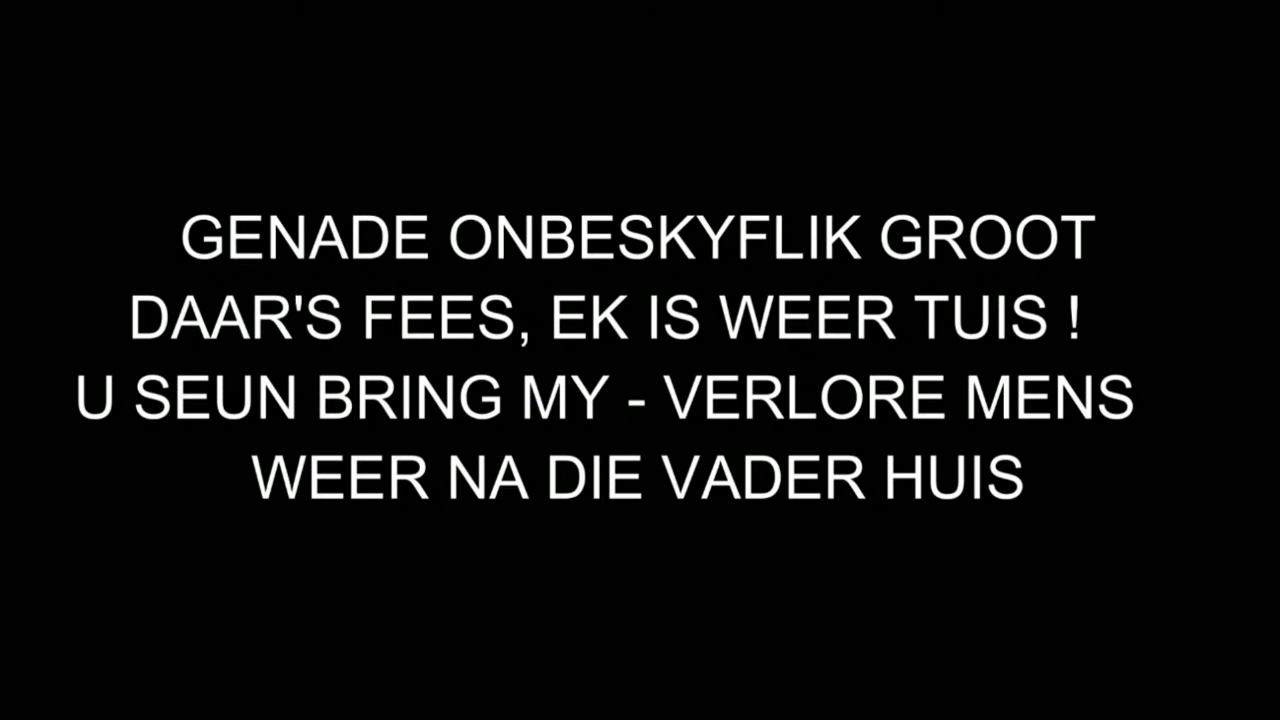 GENADE ONBESKYFLIK GROOT
DAAR'S FEES, EK IS WEER TUIS !
U SEUN BRING MY - VERLORE MENS
WEER NA DIE VADER HUIS